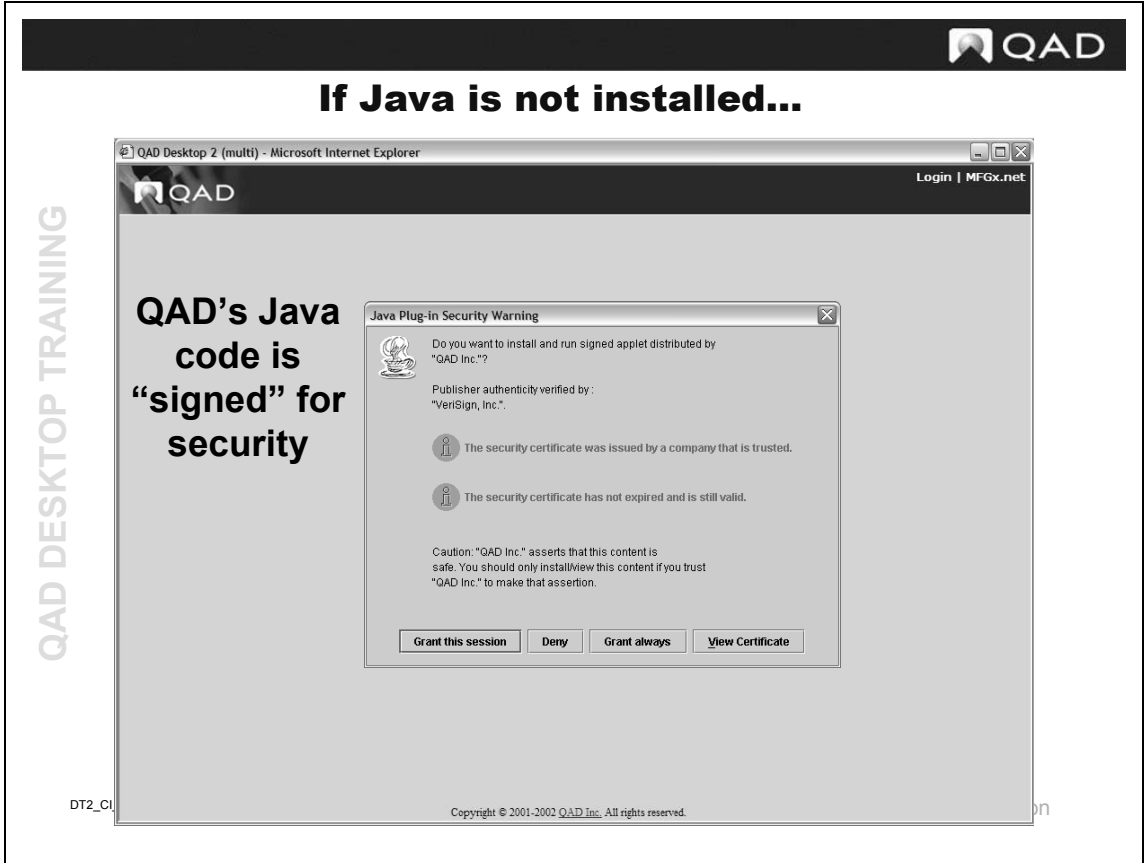 QAD
If Java is not installed...
QAD DESKTOP TRAINING
QAD Desktop 2 (multi) - Microsoft Internet Explorer
QAD
Login | MFGx.net
QAD's Java
code is
“signed” for
security
Java Plug-in Security Warning
Do you want to install and run signed applet distributed by
"QAD Inc."?
Publisher authenticity verified by :
"VeriSign, Inc.".
The security certificate was issued by a company that is trusted.
The security certificate has not expired and is still valid.
Caution: "QAD Inc." asserts that this content is
safe. You should only install/view this content if you trust
"QAD Inc." to make that assertion.
Grant this session
Deny
Grant always
View Certificate
DT2_CI_
Copyright © 2001-2002 QAD Inc. All rights reserved.